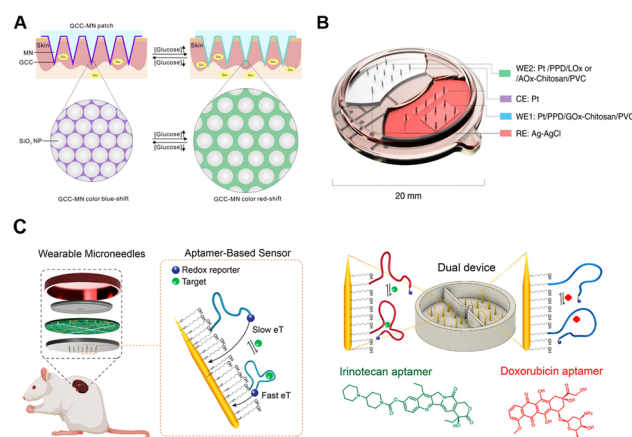 A
GCC-MN patch
Skin
MN
GCC
[Glucose]
[Glucose]
Skin
SiO₂ NP
[Glucose]
[Glucose]
GCC-MN color blue-shift
GCC-MN color red-shift
B
WE2: Pt/PPD/LOx or
/AOx-Chitosan/PVC
CE: Pt
WE1: Pt/PPD/GOx-Chitosan/PVC
RE: Ag-AgCl
20 mm
C
Wearable Microneedles
Aptamer-Based Sensor
Redox reporter
Target
Slow eT
Fast eT
Dual device
Irinotecan aptamer
Doxorubicin aptamer